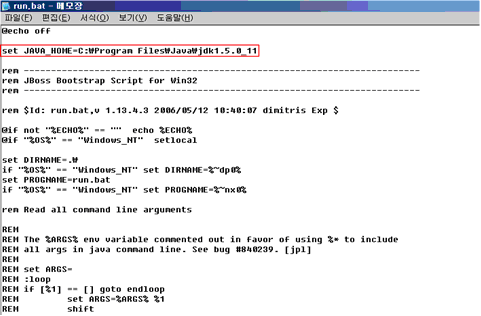 run.bat - 메모장
파일(F) 편집(E) 서식(O) 보기(V) 도움말(H)
@echo off
set JAVA_HOME=C:₩Program Files₩Java₩jdk1.5.0_11
rem -------------------------------------------------------------------------
rem JBoss Bootstrap Script for Win32
rem -------------------------------------------------------------------------
rem $Id: run.bat,v 1.13.4.3 2006/05/12 10:40:07 dimitris Exp $
@if not "%ECHO%" == "" echo %ECHO%
@if "%OS%" == "Windows_NT" setlocal
set DIRNAME=.₩
if "%OS%" == "Windows_NT" set DIRNAME=%~dp0%
set PROGNAME=run.bat
if "%OS%" == "Windows_NT" set PROGNAME=%~nx0%
rem Read all command line arguments
REM
REM The %ARGS% env variable commented out in favor of using %* to include
REM all args in java command line. See bug #840239. [jpl]
REM
REM set ARGS=
REM :loop
REM if [%1] == [] goto endloop
REM set ARGS=%ARGS% %1
REM shift